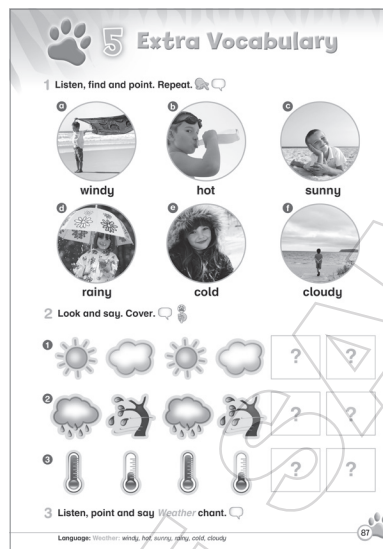 5 Extra Vocabulary
1 Listen, find and point. Repeat.
a
b
c
windy
hot
sunny
d
e
f
rainy
cold
cloudy
2 Look and say. Cover.
1
? ?
2
? ?
3
? ?
3 Listen, point and say Weather chant.
Language: Weather: windy, hot, sunny, rainy, cold, cloudy
87